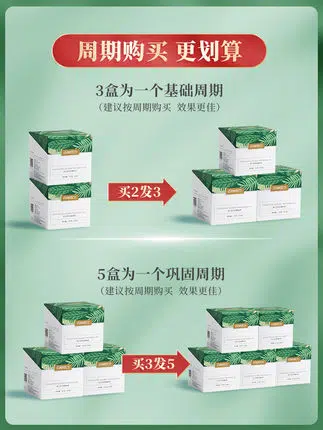 周期购买 更划算
3盒为一个基础周期
（建议按周期购买 效果更佳）
买2发3
5盒为一个巩固周期
（建议按周期购买 效果更佳）
买3发5